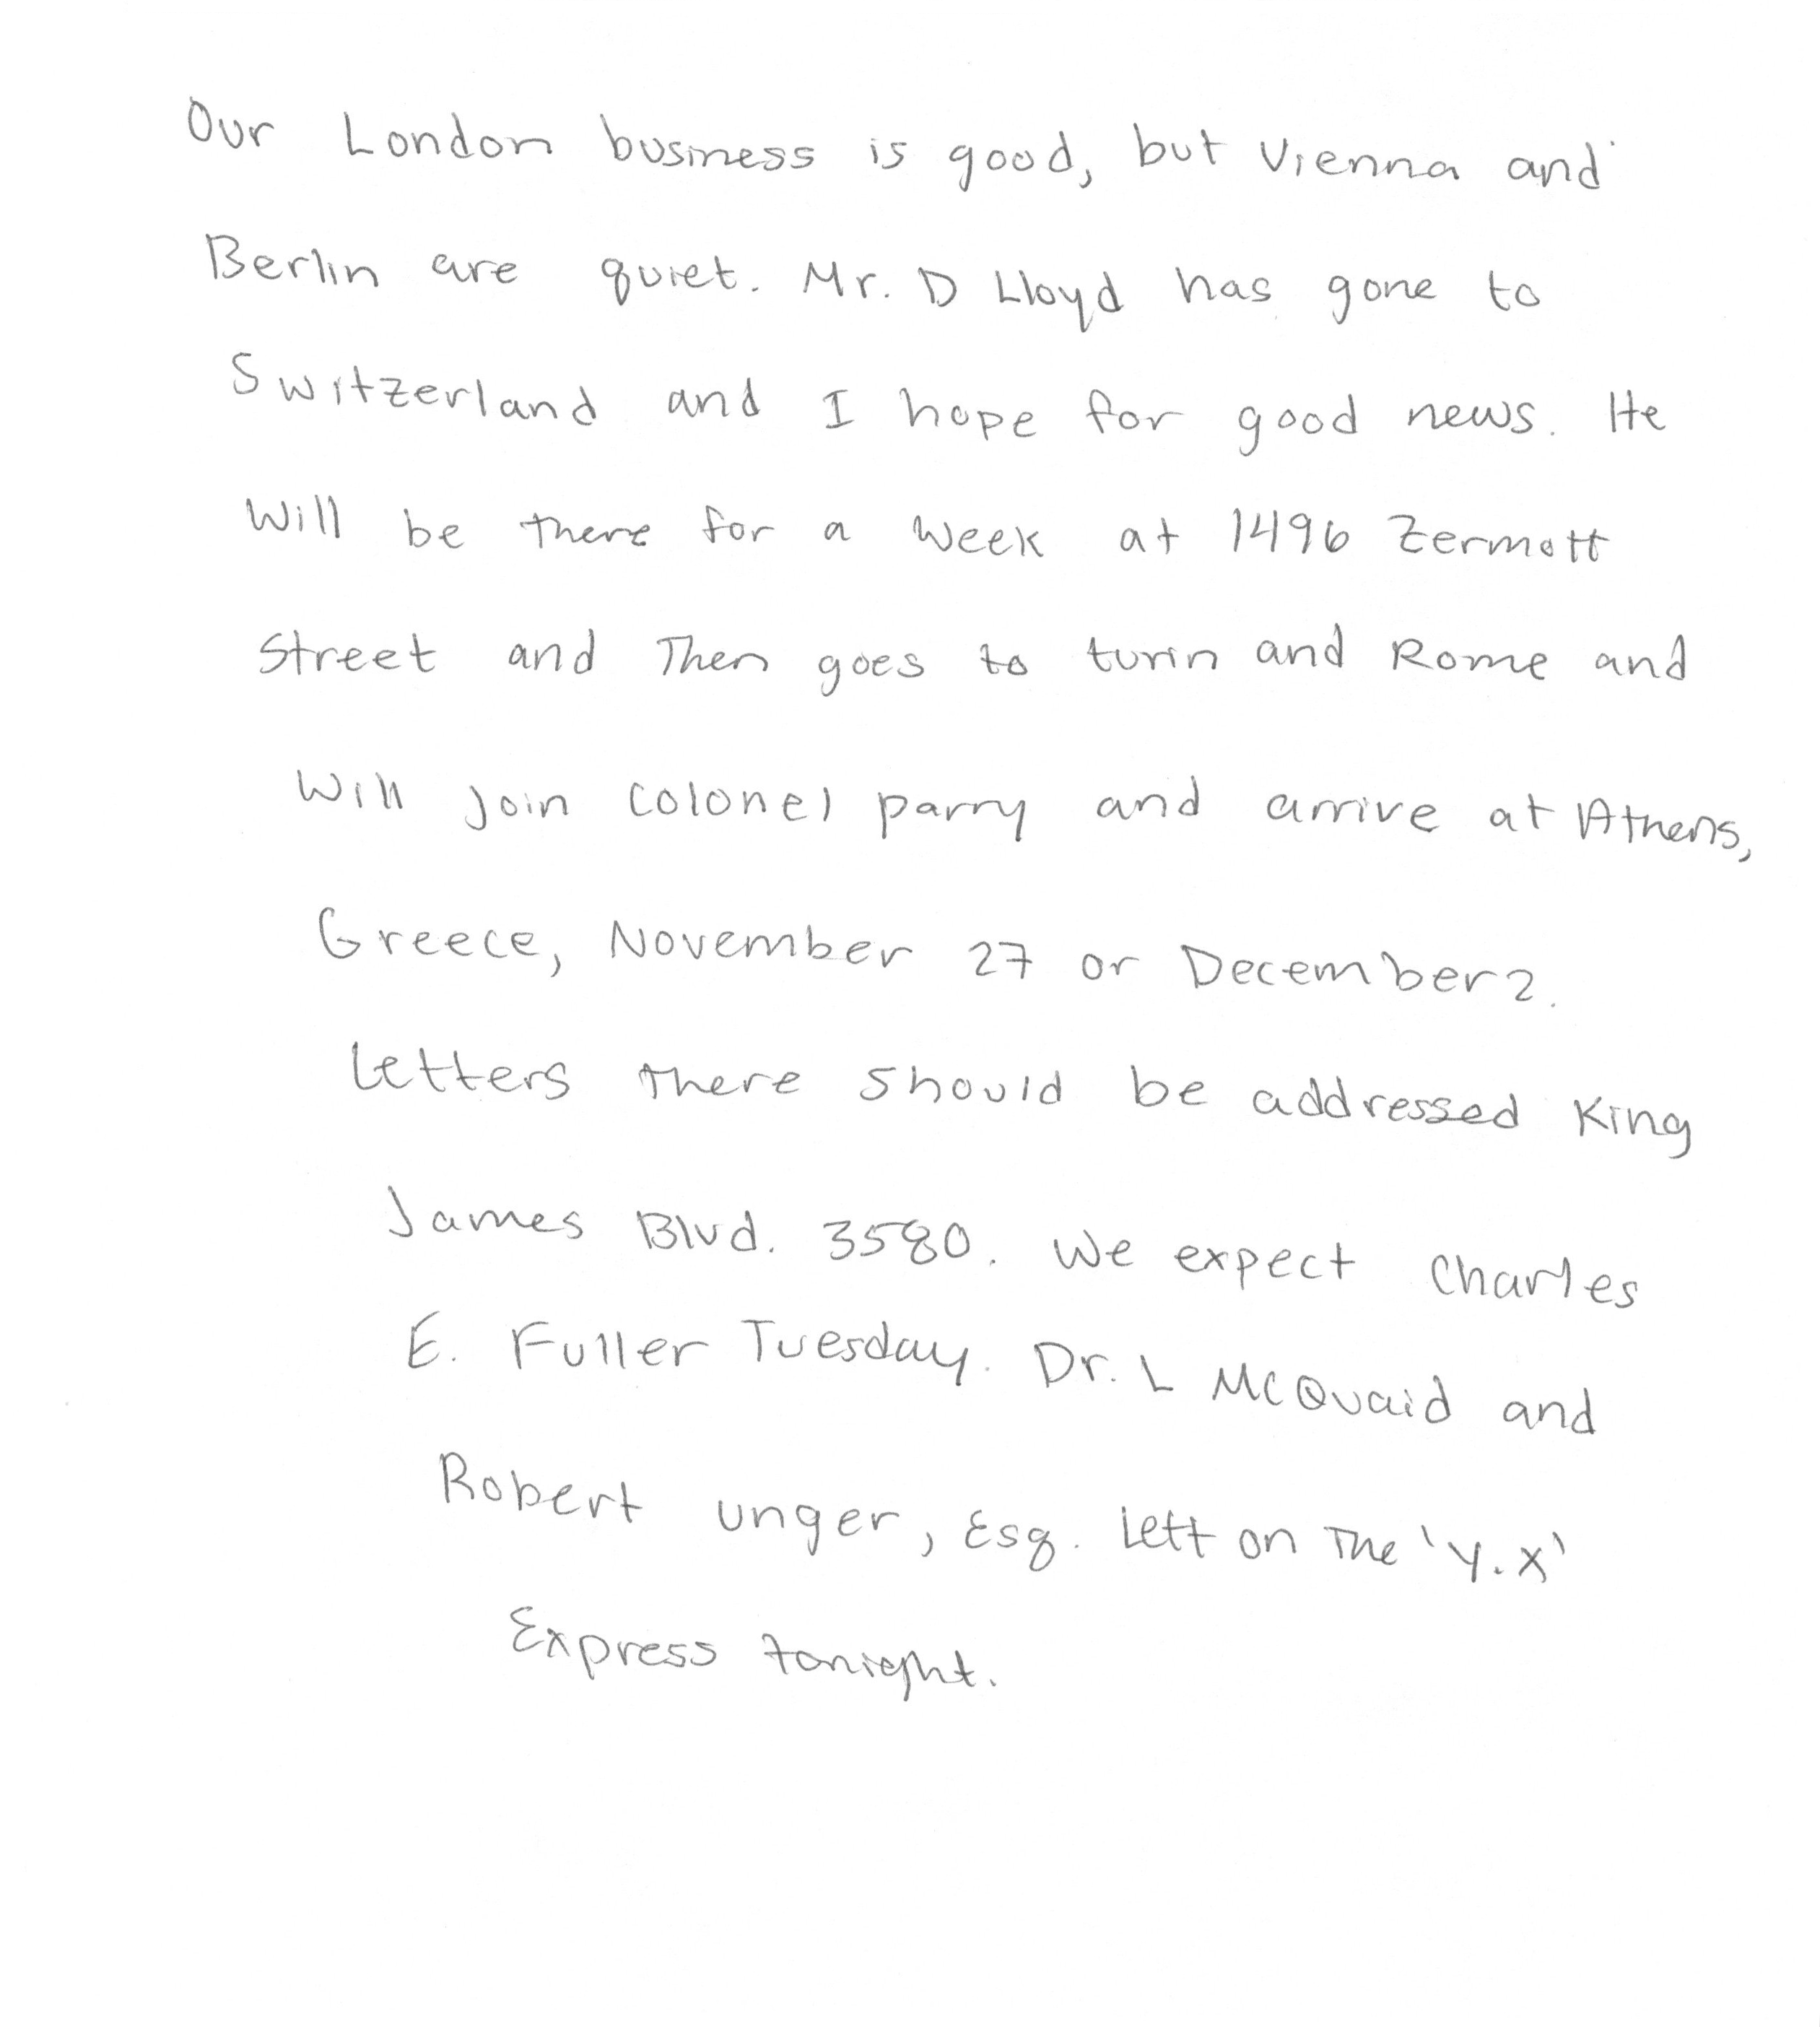 Our London business is good, but Vienna and
Berlin are quiet. Mr. D Lloyd has gone to
Switzerland and I hope for good news. He
Will be there for a week at 1496 Zermott
Street and Then goes to turin and Rome and
Will join colonel parry and arrive at Athens,
Greece, November 27 or December 2.
Letters there should be addressed King
James Blvd. 3580. We expect Charles
E. Fuller Tuesday. Dr. L McQuaid and
Robert unger, Esq. Left on The 'Y.X'
Express tonight.